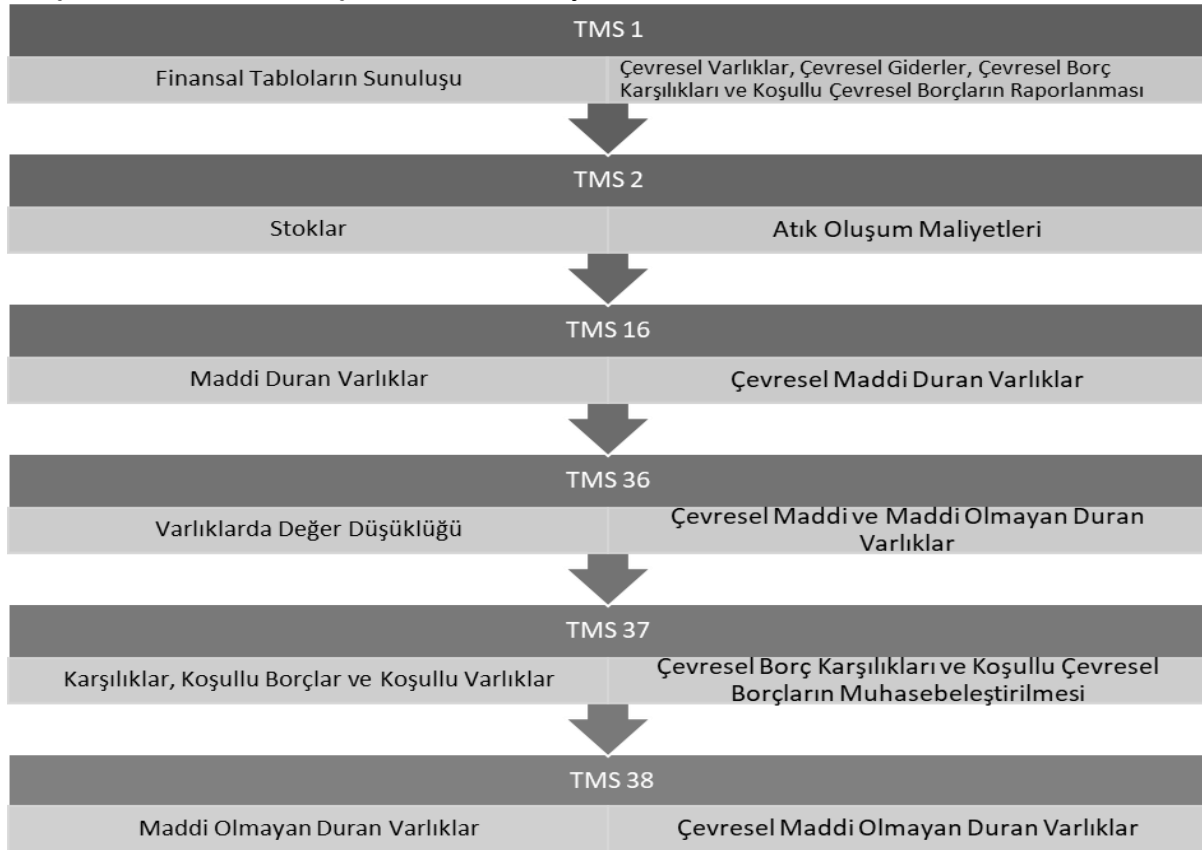 TMS 1
Finansal Tabloların Sunuluşu
Çevresel Varlıklar, Çevresel Giderler, Çevresel Borç
Karşılıkları ve Koşullu Çevresel Borçların Raporlanması
TMS 2
Stoklar
Atık Oluşum Maliyetleri
TMS 16
Maddi Duran Varlıklar
Çevresel Maddi Duran Varlıklar
TMS 36
Varlıklarda Değer Düşüklüğü
Çevresel Maddi ve Maddi Olmayan Duran
Varlıklar
TMS 37
Karşılıklar, Koşullu Borçlar ve Koşullu Varlıklar
Çevresel Borç Karşılıkları ve Koşullu Çevresel
Borçların Muhasebeleştirilmesi
TMS 38
Maddi Olmayan Duran Varlıklar
Çevresel Maddi Olmayan Duran Varlıklar